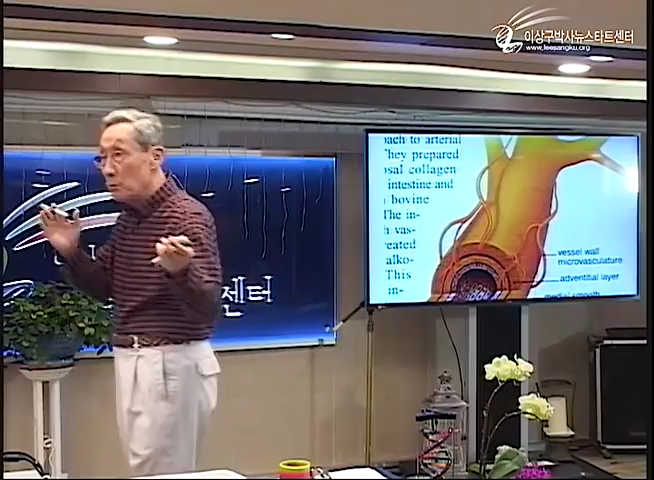 이상구박사뉴스타트센터
www.leesangku.org
oach to arterial
They prepared
osal collagen
intestine and
bovine
The in-
h vas-
reated
alko-
This
in-
vessel wall
microvasculature
adventitial layer
medial smooth
센터